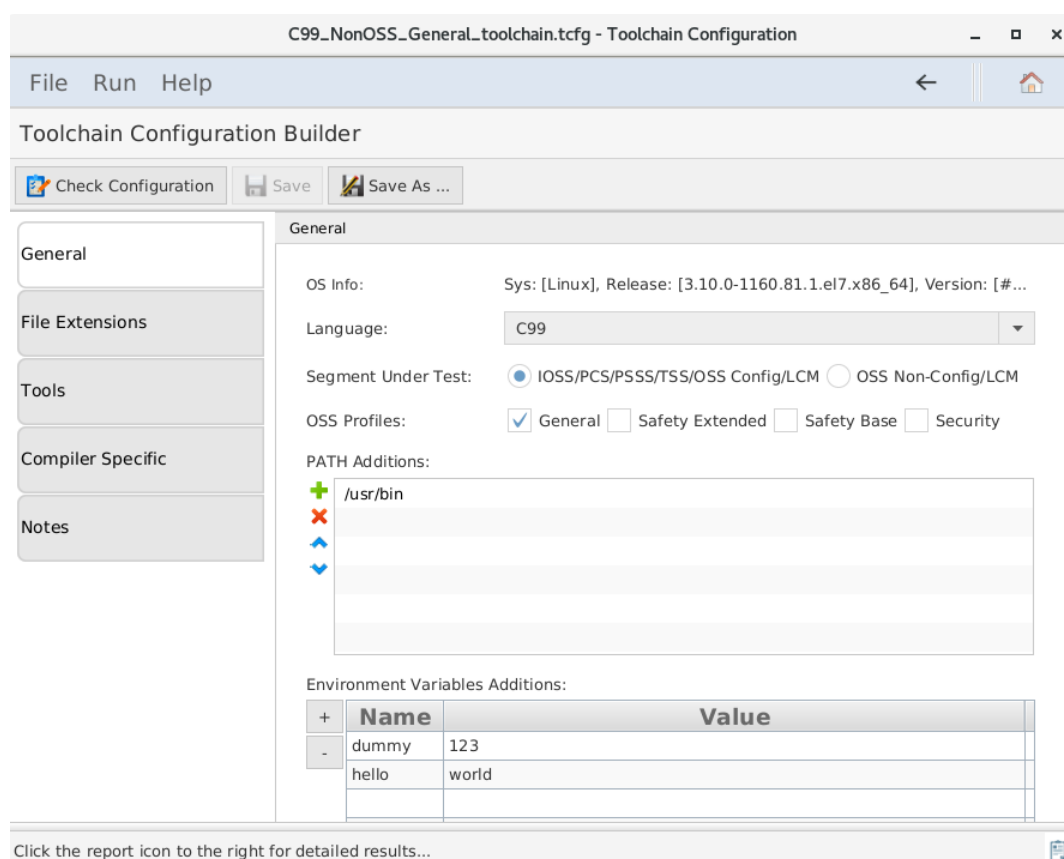 C99_NonOSS_General_toolchain.tcfg - Toolchain Configuration
File Run Help
Toolchain Configuration Builder
Check Configuration Save Save As ...
General
General
OS Info: Sys: [Linux], Release: [3.10.0-1160.81.1.el7.x86_64], Version: [#...
File Extensions
Language: C99
Segment Under Test: IOSS/PCS/PSSS/TSS/OSS Config/LCM OSS Non-Config/LCM
Tools
OSS Profiles: General Safety Extended Safety Base Security
Compiler Specific
PATH Additions:
/usr/bin
Notes
Environment Variables Additions:
+ Name Value
- dummy 123
hello world
Click the report icon to the right for detailed results...